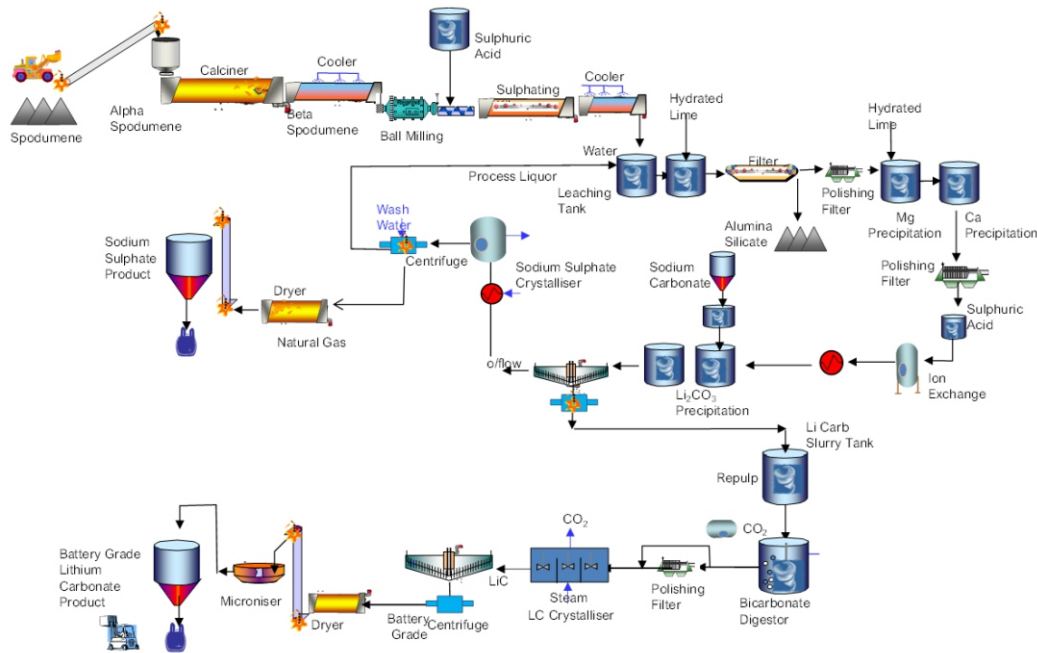 Sulphuric
Acid
Calciner
Cooler
Sulphating
Cooler
Spodumene
Alpha
Spodumene
Beta
Spodumene
Ball Milling
Hydrated
Lime
Hydrated
Lime
Water
Process Liquor
Leaching
Tank
Filter
Polishing
Filter
Mg
Precipitation
Ca
Precipitation
Alumina
Silicate
Wash
Water
Centrifuge
Sodium
Sulphate
Product
Sodium Sulphate
Crystalliser
Sodium
Carbonate
Polishing
Filter
Dryer
Natural Gas
Sulphuric
Acid
o/flow
Li₂CO₃
Precipitation
Ion
Exchange
Li Carb
Slurry Tank
Repulp
CO₂
CO₂
Battery Grade
Lithium
Carbonate
Product
Microniser
Dryer
Battery
Grade
Centrifuge
LiC
Steam
LC Crystalliser
Polishing
Filter
Bicarbonate
Digestor